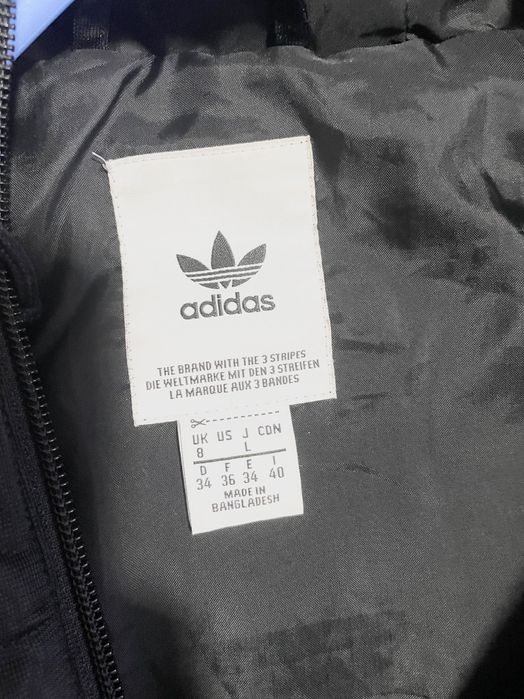 adidas
THE BRAND WITH THE 3 STRIPES
DIE WELTMARKE MIT DEN 3 STREIFEN
LA MARQUE AUX 3 BANDES
UK US J CDN
8 L
D F E I
34 36 34 40
MADE IN
BANGLADESH